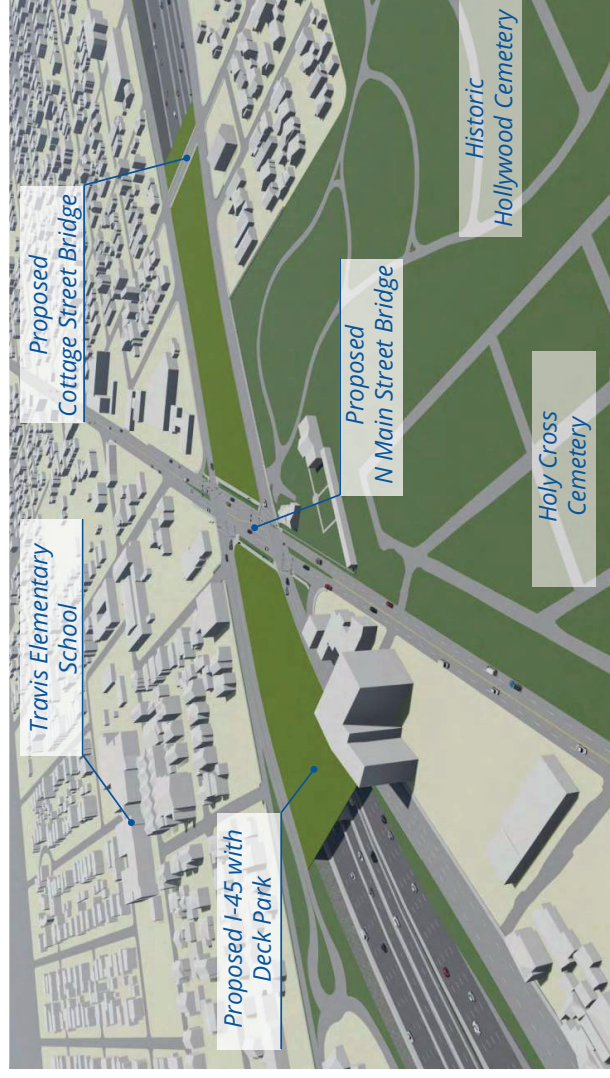 Travis Elementary
School
Proposed
Cottage Street Bridge
Proposed I-45 with
Deck Park
Proposed
N Main Street Bridge
Historic
Hollywood Cemetery
Holy Cross
Cemetery